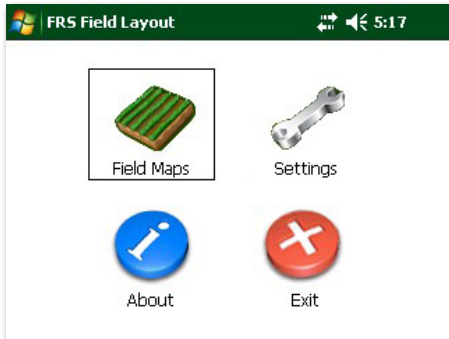 FRS Field Layout 5:17
Field Maps
Settings
About
Exit